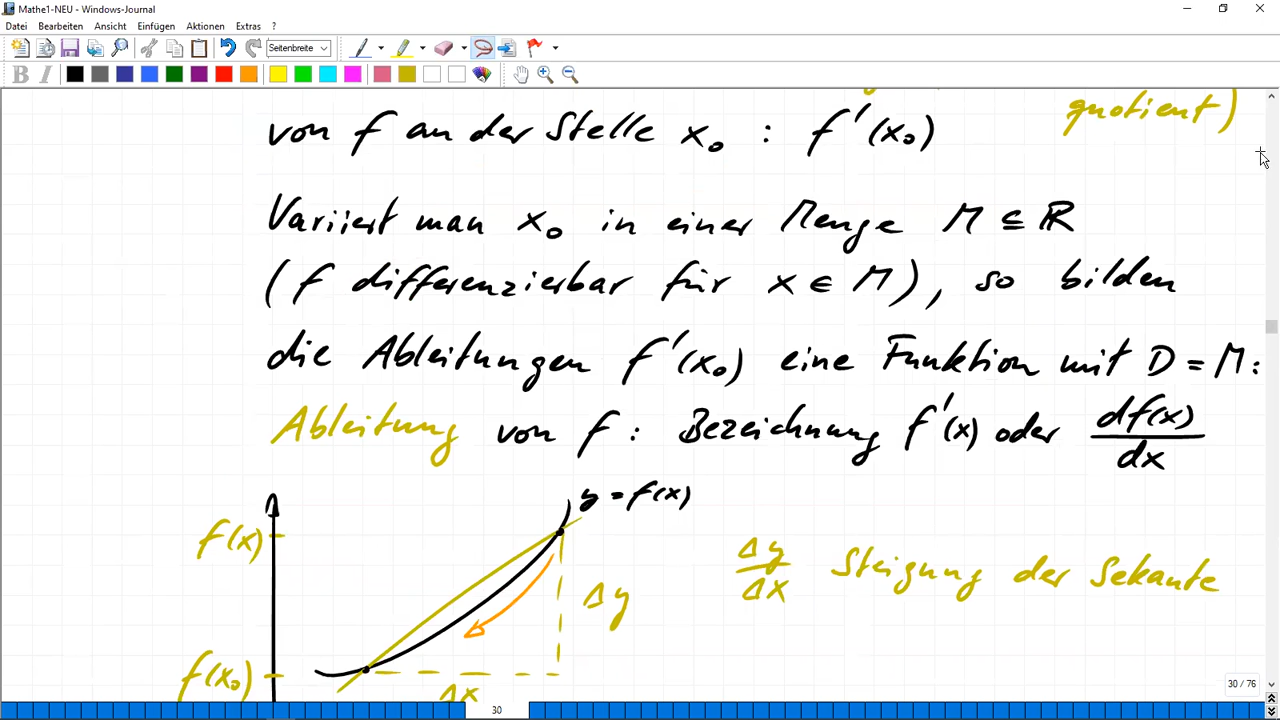 Mathe1-NEU - Windows-Journal
Datei Bearbeiten Ansicht Einfügen Aktionen Extras ?
Seitenbreite
B I
quotient)
von f an der Stelle x₀ : f'(x₀)
Variiert man x₀ in einer Menge M ⊆ ℝ
(f differenzierbar für x ∈ M), so bilden
die Ableitungen f'(x₀) eine Funktion mit D = M:
Ableitung von f: Bezeichnung f'(x) oder df(x)/dx
y = f(x)
f(x)
Δy/Δx Steigung der Sekante
Δy
f(x₀)
Δx
30 / 76
30